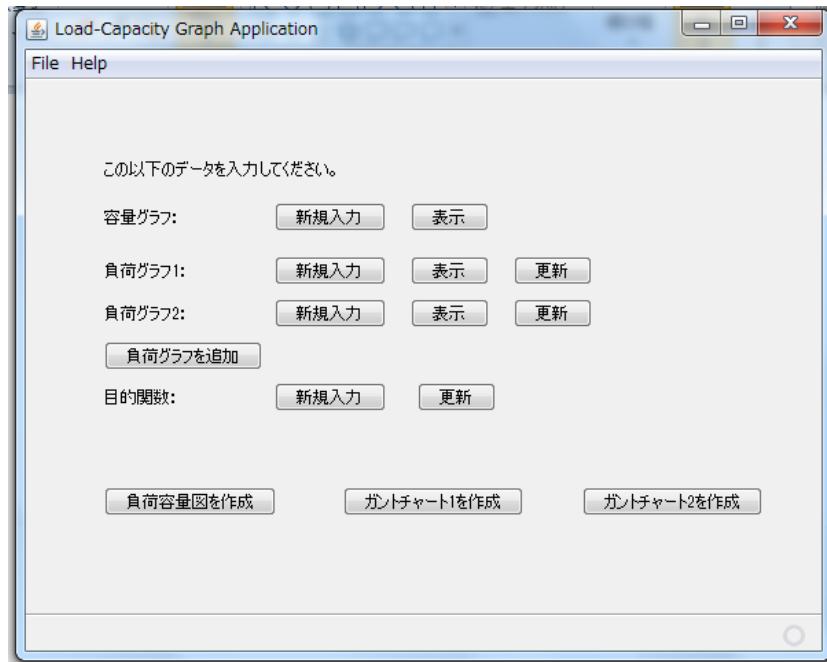 Load-Capacity Graph Application
File Help
この以下のデータを入力してください。
容量グラフ: 新規入力 表示
負荷グラフ1: 新規入力 表示 更新
負荷グラフ2: 新規入力 表示 更新
負荷グラフを追加
目的関数: 新規入力 更新
負荷容量図を作成 ガントチャート1を作成 ガントチャート2を作成